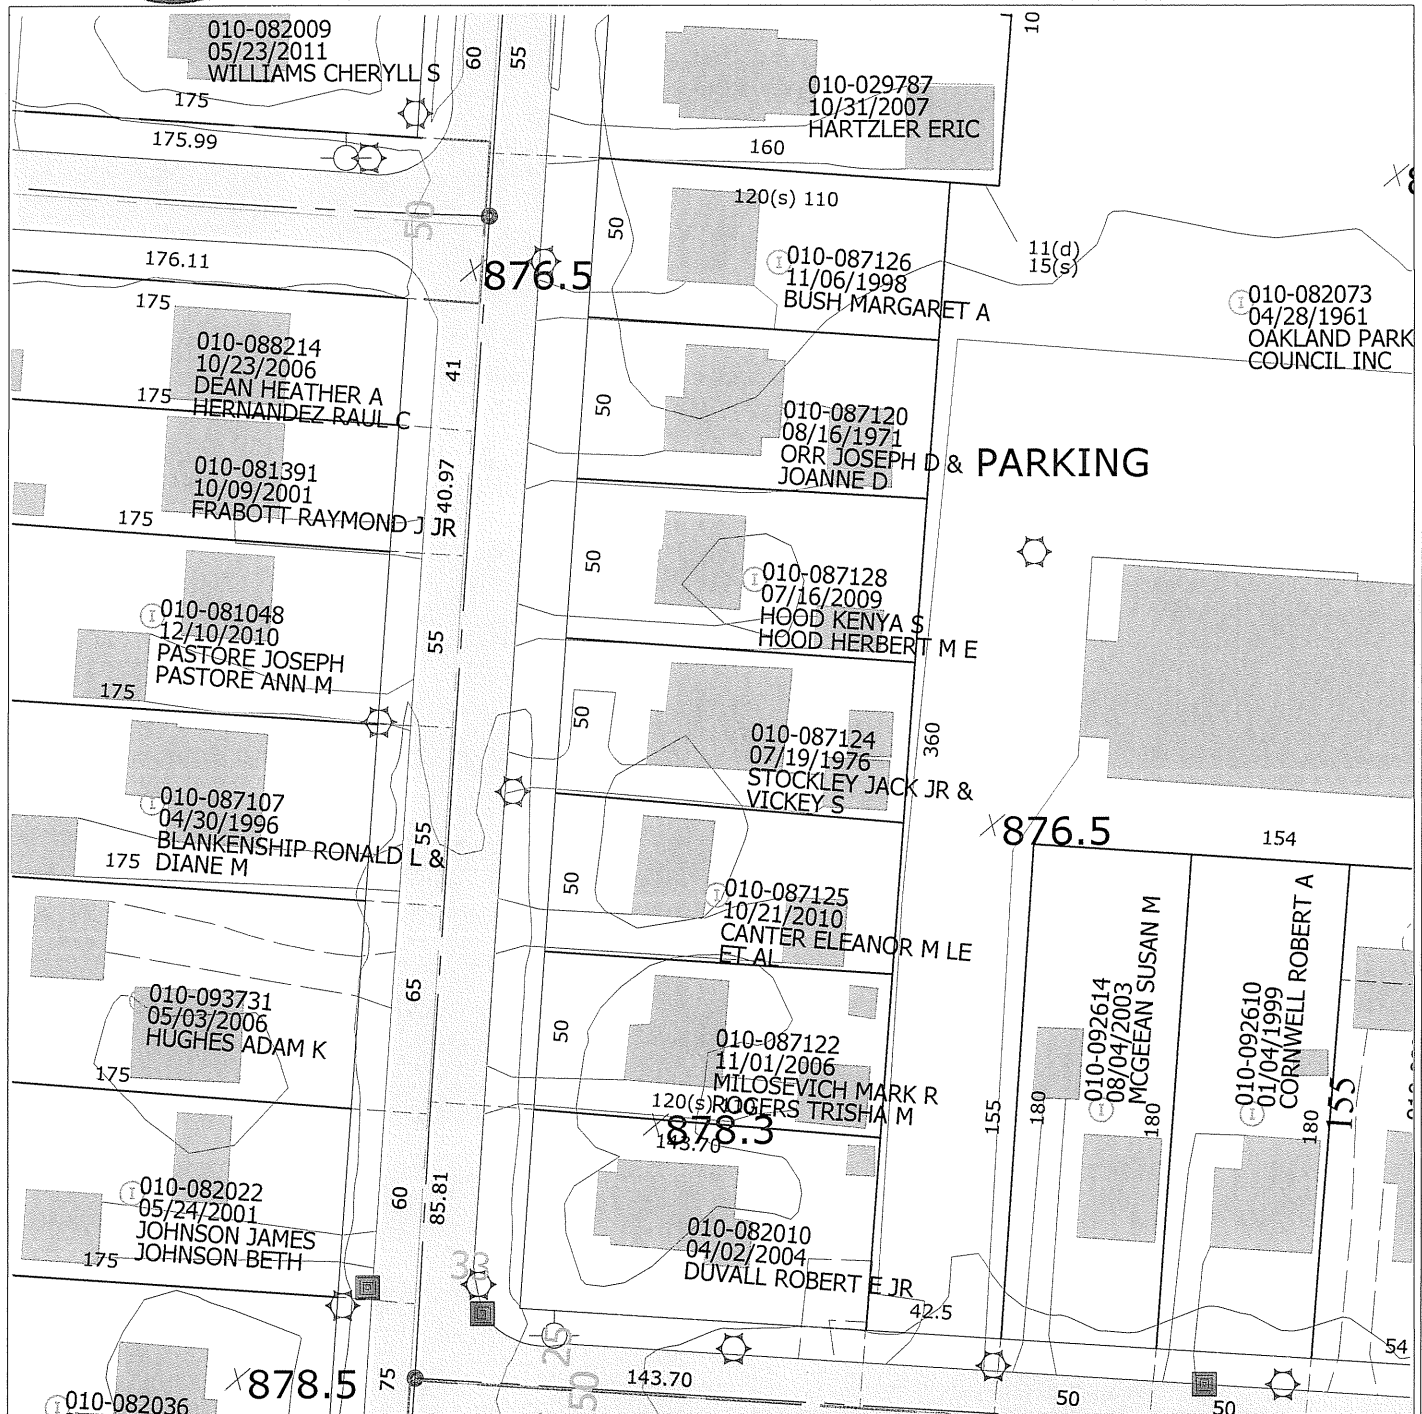 010-082009
05/23/2011
WILLIAMS CHERYLL S
175
60
55
10
010-029787
10/31/2007
HARTZLER ERIC
175.99
160
120(s) 110
50
50
11(d)
15(s)
176.11
876.5
010-087126
11/06/1998
BUSH MARGARET A
010-082073
04/28/1961
OAKLAND PARK
COUNCIL INC
175
010-088214
10/23/2006
DEAN HEATHER A
HERNANDEZ RAUL C
41
175
50
010-087120
08/16/1971
ORR JOSEPH D &
JOANNE D
PARKING
010-081391
10/09/2001
FRABOTT RAYMOND J JR
40.97
175
50
010-087128
07/16/2009
HOOD KENYA S
HOOD HERBERT M E
010-081048
12/10/2010
PASTORE JOSEPH
PASTORE ANN M
55
175
50
010-087124
07/19/1976
STOCKLEY JACK JR &
VICKEY S
360
010-087107
04/30/1996
BLANKENSHIP RONALD L &
DIANE M
55
175
876.5
154
50
010-087125
10/21/2010
CANTER ELEANOR M LE
ET AL
010-093731
05/03/2006
HUGHES ADAM K
65
175
50
010-087122
11/01/2006
MILOSEVICH MARK R
ROGERS TRISHA M
120(s) 110
878.3
143.70
155
180
010-092614
08/04/2003
MCGEEAN SUSAN M
180
010-092610
01/04/1999
CORNWELL ROBERT A
180
155
010-082022
05/24/2001
JOHNSON JAMES
JOHNSON BETH
60
85.81
175
010-082010
04/02/2004
DUVALL ROBERT E JR
33
42.5
25
54
878.5
75
143.70
50
50
50
010-082036